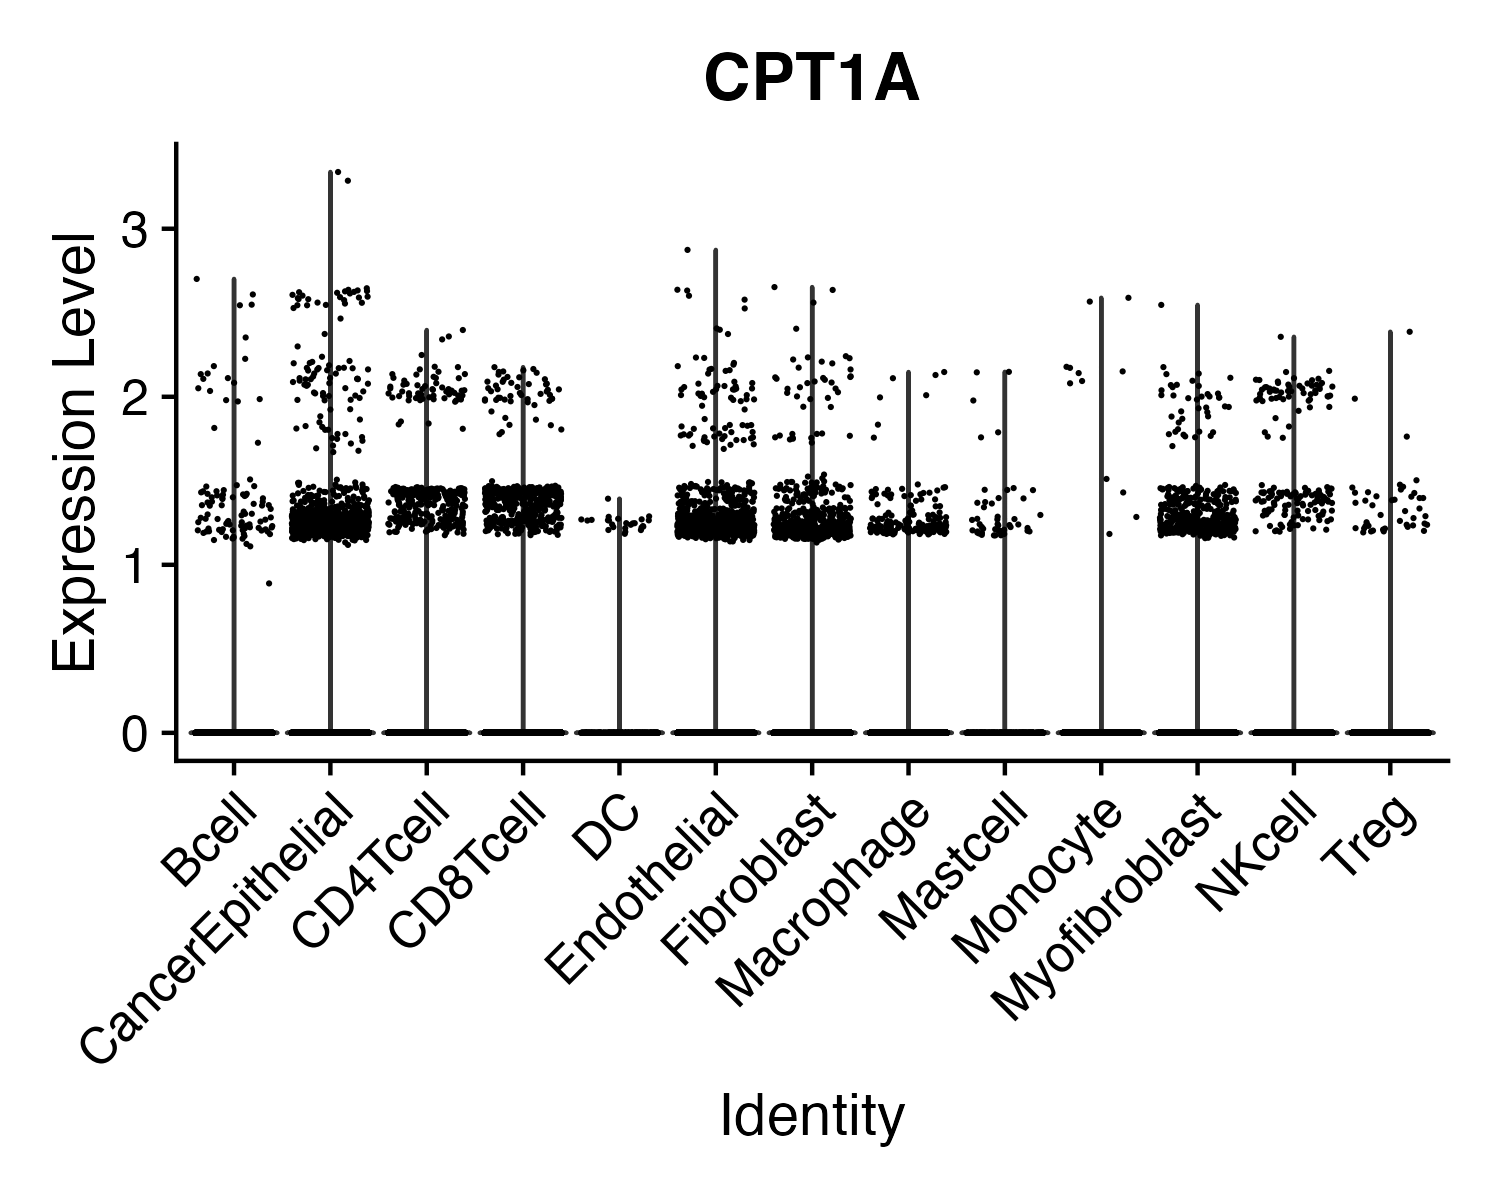 CPT1A
Expression Level
3
2
1
0
Bcell
CancerEpithelial
CD4Tcell
CD8Tcell
DC
Endothelial
Fibroblast
Macrophage
Mastcell
Monocyte
Myofibroblast
NKcell
Treg
Identity